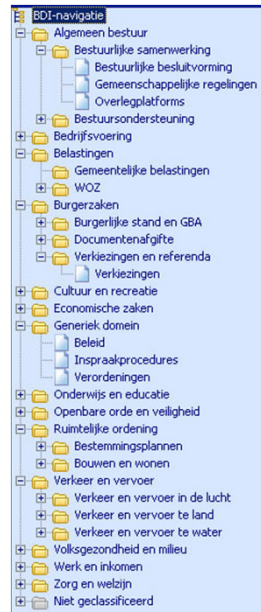 BDI-navigatie
Algemeen bestuur
Bestuurlijke samenwerking
Bestuurlijke besluitvorming
Gemeenschappelijke regelingen
Overlegplatforms
Bestuursondersteuning
Bedrijfsvoering
Belastingen
Gemeentelijke belastingen
WOZ
Burgerzaken
Burgerlijke stand en GBA
Documentenafgifte
Verkiezingen en referenda
Verkiezingen
Cultuur en recreatie
Economische zaken
Generiek domein
Beleid
Inspraakprocedures
Verordeningen
Onderwijs en educatie
Openbare orde en veiligheid
Ruimtelijke ordening
Bestemmingsplannen
Bouwen en wonen
Verkeer en vervoer
Verkeer en vervoer in de lucht
Verkeer en vervoer te land
Verkeer en vervoer te water
Volksgezondheid en milieu
Werk en inkomen
Zorg en welzijn
Niet geclassificeerd